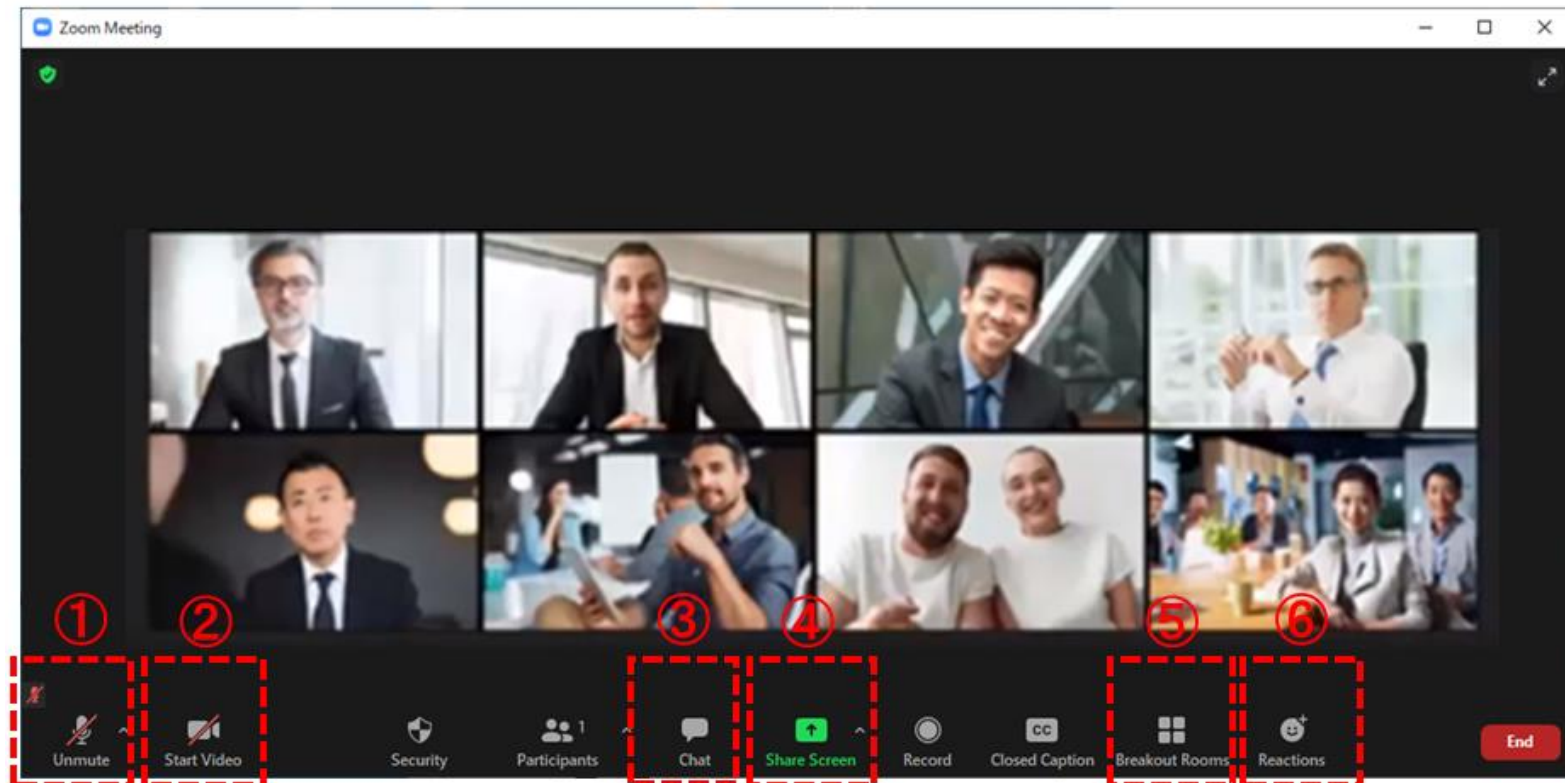 Zoom Meeting
① ② ③ ④ ⑤ ⑥
1
Unmute Start Video Security Participants Chat Share Screen Record CC Closed Caption Breakout Rooms Reactions End